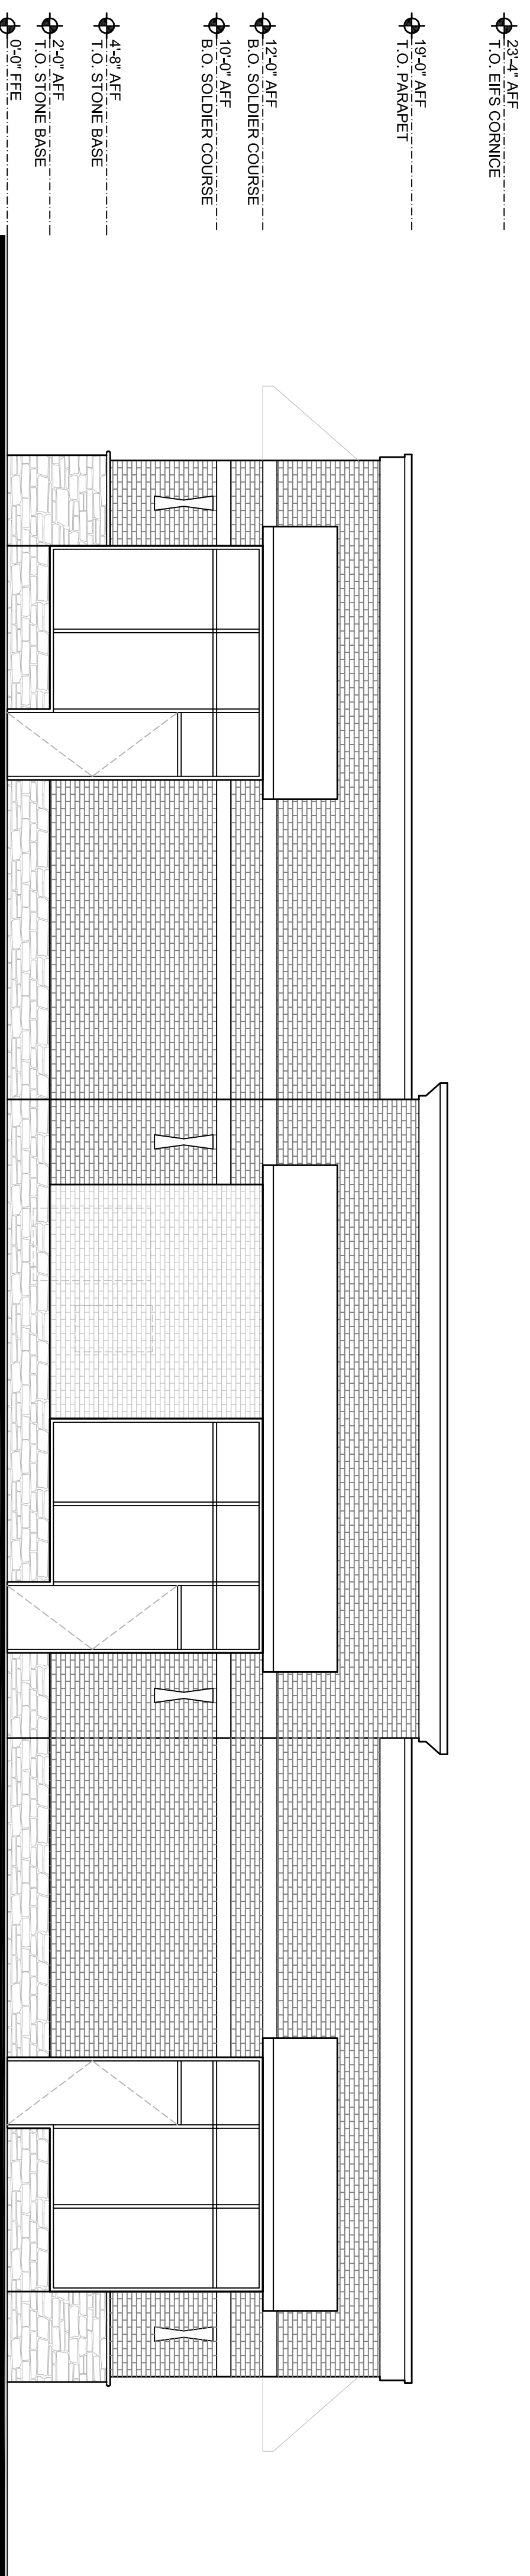 23'-4" AFF
T.O. EIFS CORNICE
19'-0" AFF
T.O. PARAPET
12'-0" AFF
B.O. SOLDIER COURSE
10'-0" AFF
B.O. SOLDIER COURSE
4'-8" AFF
T.O. STONE BASE
2'-0" AFF
T.O. STONE BASE
0'-0" FFE